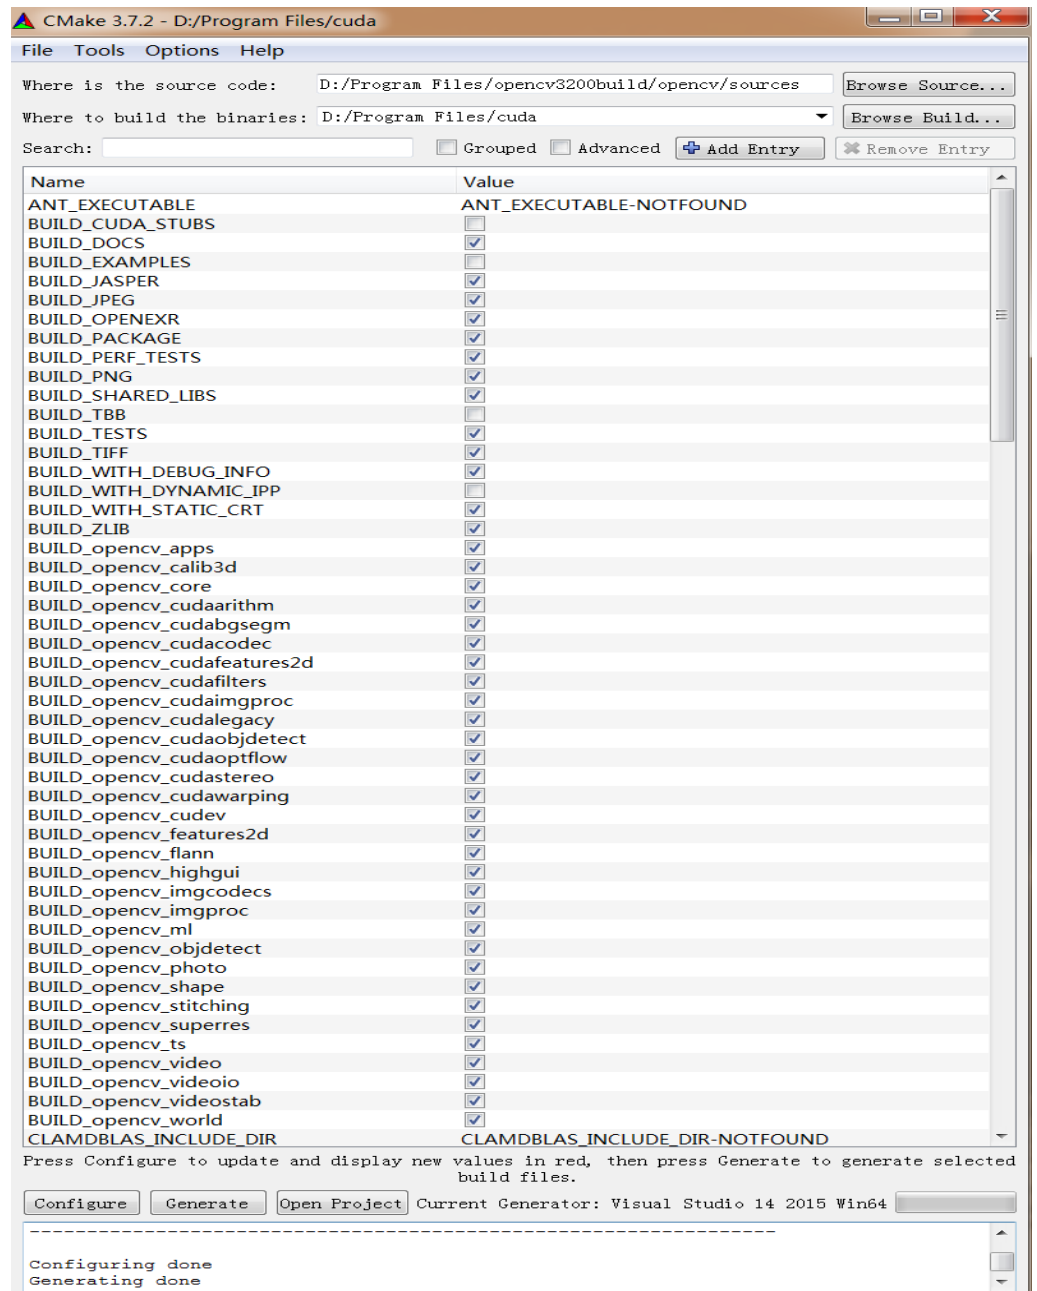 CMake 3.7.2 - D:/Program Files/cuda
File Tools Options Help
Where is the source code: D:/Program Files/opencv3200build/opencv/sources Browse Source...
Where to build the binaries: D:/Program Files/cuda Browse Build...
Search: Grouped Advanced Add Entry Remove Entry
Name Value
ANT_EXECUTABLE ANT_EXECUTABLE-NOTFOUND
BUILD_CUDA_STUBS
BUILD_DOCS
BUILD_EXAMPLES
BUILD_JASPER
BUILD_JPEG
BUILD_OPENEXR
BUILD_PACKAGE
BUILD_PERF_TESTS
BUILD_PNG
BUILD_SHARED_LIBS
BUILD_TBB
BUILD_TESTS
BUILD_TIFF
BUILD_WITH_DEBUG_INFO
BUILD_WITH_DYNAMIC_IPP
BUILD_WITH_STATIC_CRT
BUILD_ZLIB
BUILD_opencv_apps
BUILD_opencv_calib3d
BUILD_opencv_core
BUILD_opencv_cudaarithm
BUILD_opencv_cudabgsegm
BUILD_opencv_cudacodec
BUILD_opencv_cudafeatures2d
BUILD_opencv_cudafilters
BUILD_opencv_cudaimgproc
BUILD_opencv_cudalegacy
BUILD_opencv_cudaobjdetect
BUILD_opencv_cudaoptflow
BUILD_opencv_cudastereo
BUILD_opencv_cudawarping
BUILD_opencv_cudev
BUILD_opencv_features2d
BUILD_opencv_flann
BUILD_opencv_highgui
BUILD_opencv_imgcodecs
BUILD_opencv_imgproc
BUILD_opencv_ml
BUILD_opencv_objdetect
BUILD_opencv_photo
BUILD_opencv_shape
BUILD_opencv_stitching
BUILD_opencv_superres
BUILD_opencv_ts
BUILD_opencv_video
BUILD_opencv_videoio
BUILD_opencv_videostab
BUILD_opencv_world
CLAMDBLAS_INCLUDE_DIR CLAMDBLAS_INCLUDE_DIR-NOTFOUND
Press Configure to update and display new values in red, then press Generate to generate selected
build files.
Configure Generate Open Project Current Generator: Visual Studio 14 2015 Win64
-----------------------------------------------------------------
Configuring done
Generating done